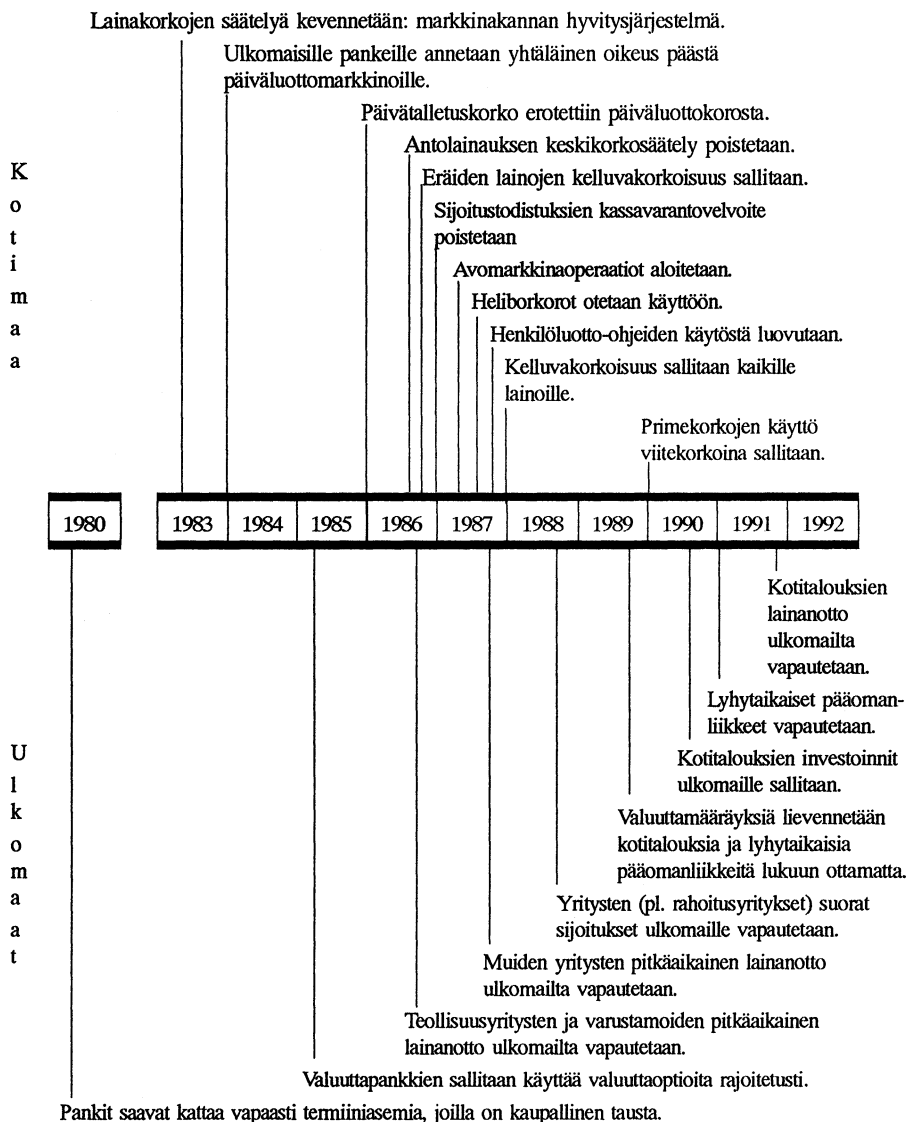 Lainakorkojen säätelyä kevennetään: markkinakannan hyvitysjärjestelmä.
Ulkomaisille pankeille annetaan yhtäläinen oikeus päästä
päiväluottomarkkinoille.
Päivätalletuskorko erotettiin päiväluottokorosta.
Antolainauksen keskikorkosäätely poistetaan.
Eräiden lainojen kelluvakorkoisuus sallitaan.
Sijoitustodistuksien kassavarantovelvoite
poistetaan
Avomarkkinaoperaatiot aloitetaan.
Heliborkorot otetaan käyttöön.
Henkilöluotto-ohjeiden käytöstä luovutaan.
Kelluvakorkoisuus sallitaan kaikille
lainoille.
Primekorkojen käyttö
viitekorkoina sallitaan.
K
o
t
i
m
a
a
1980 1983 1984 1985 1986 1987 1988 1989 1990 1991 1992
Kotitalouksien
lainanotto
ulkomailta
vapautetaan.
Lyhytaikaiset pääoman-
liikkeet vapautetaan.
Kotitalouksien investoinnit
ulkomaille sallitaan.
Valuuttamääräyksiä lievennetään
kotitalouksia ja lyhytaikaisia
pääomanliikkeitä lukuun ottamatta.
Yritysten (pl. rahoitusyritykset) suorat
sijoitukset ulkomaille vapautetaan.
Muiden yritysten pitkäaikainen lainanotto
ulkomailta vapautetaan.
Teollisuusyritysten ja varustamoiden pitkäaikainen
lainanotto ulkomailta vapautetaan.
Valuuttapankkien sallitaan käyttää valuuttaoptioita rajoitetusti.
Pankit saavat kattaa vapaasti termiiniasemia, joilla on kaupallinen tausta.
U
l
k
o
m
a
a
t